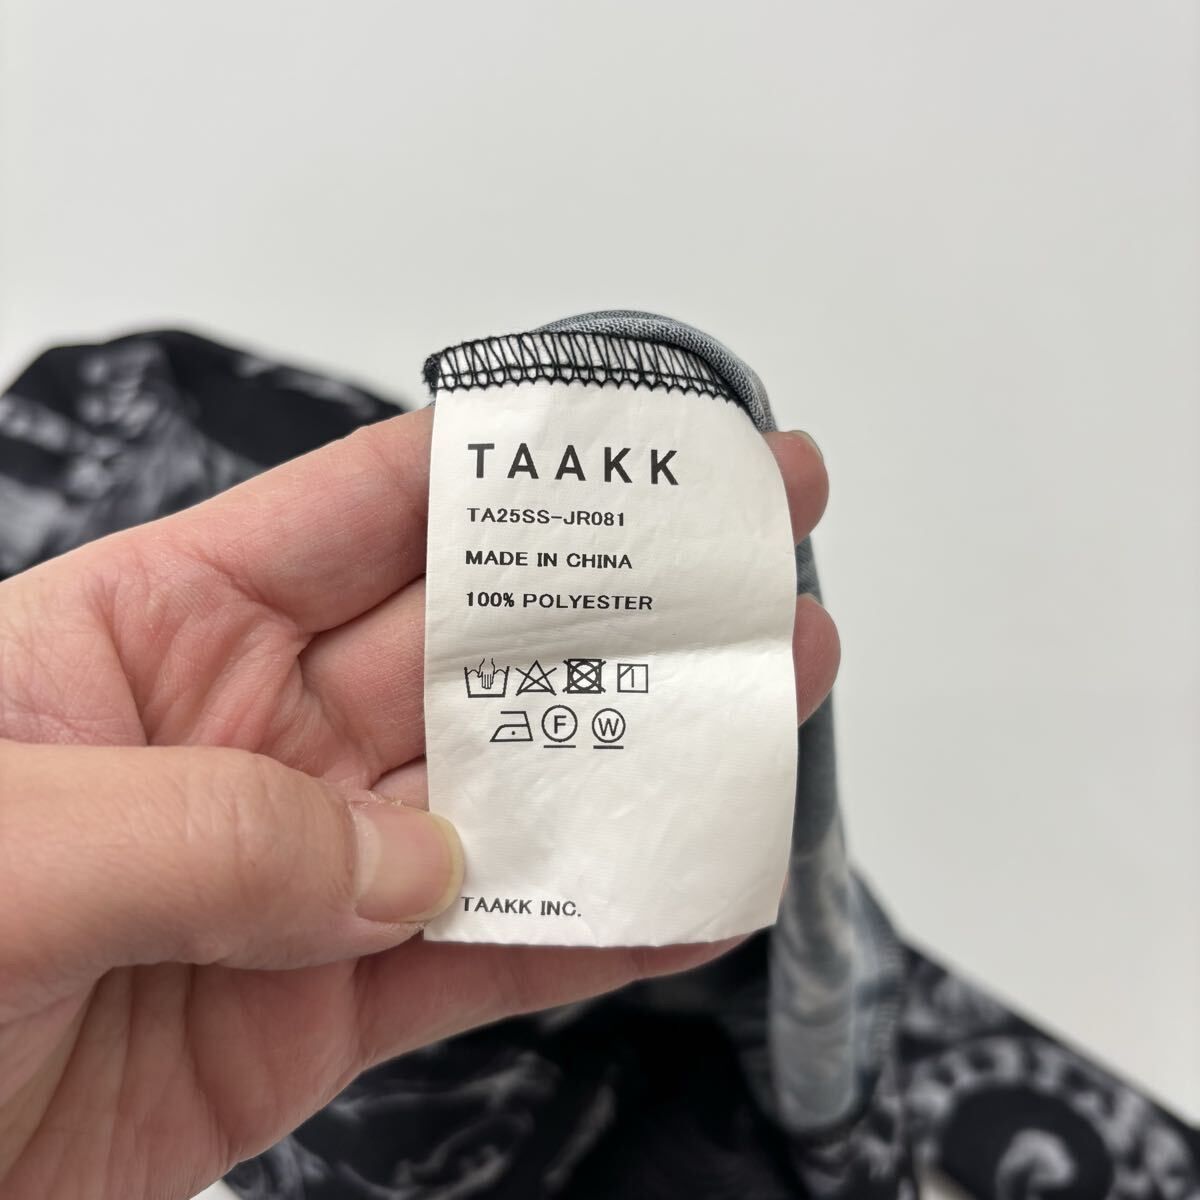 TAAKK
TA25SS-JR081
MADE IN CHINA
100% POLYESTER
F W
TAAKK INC.